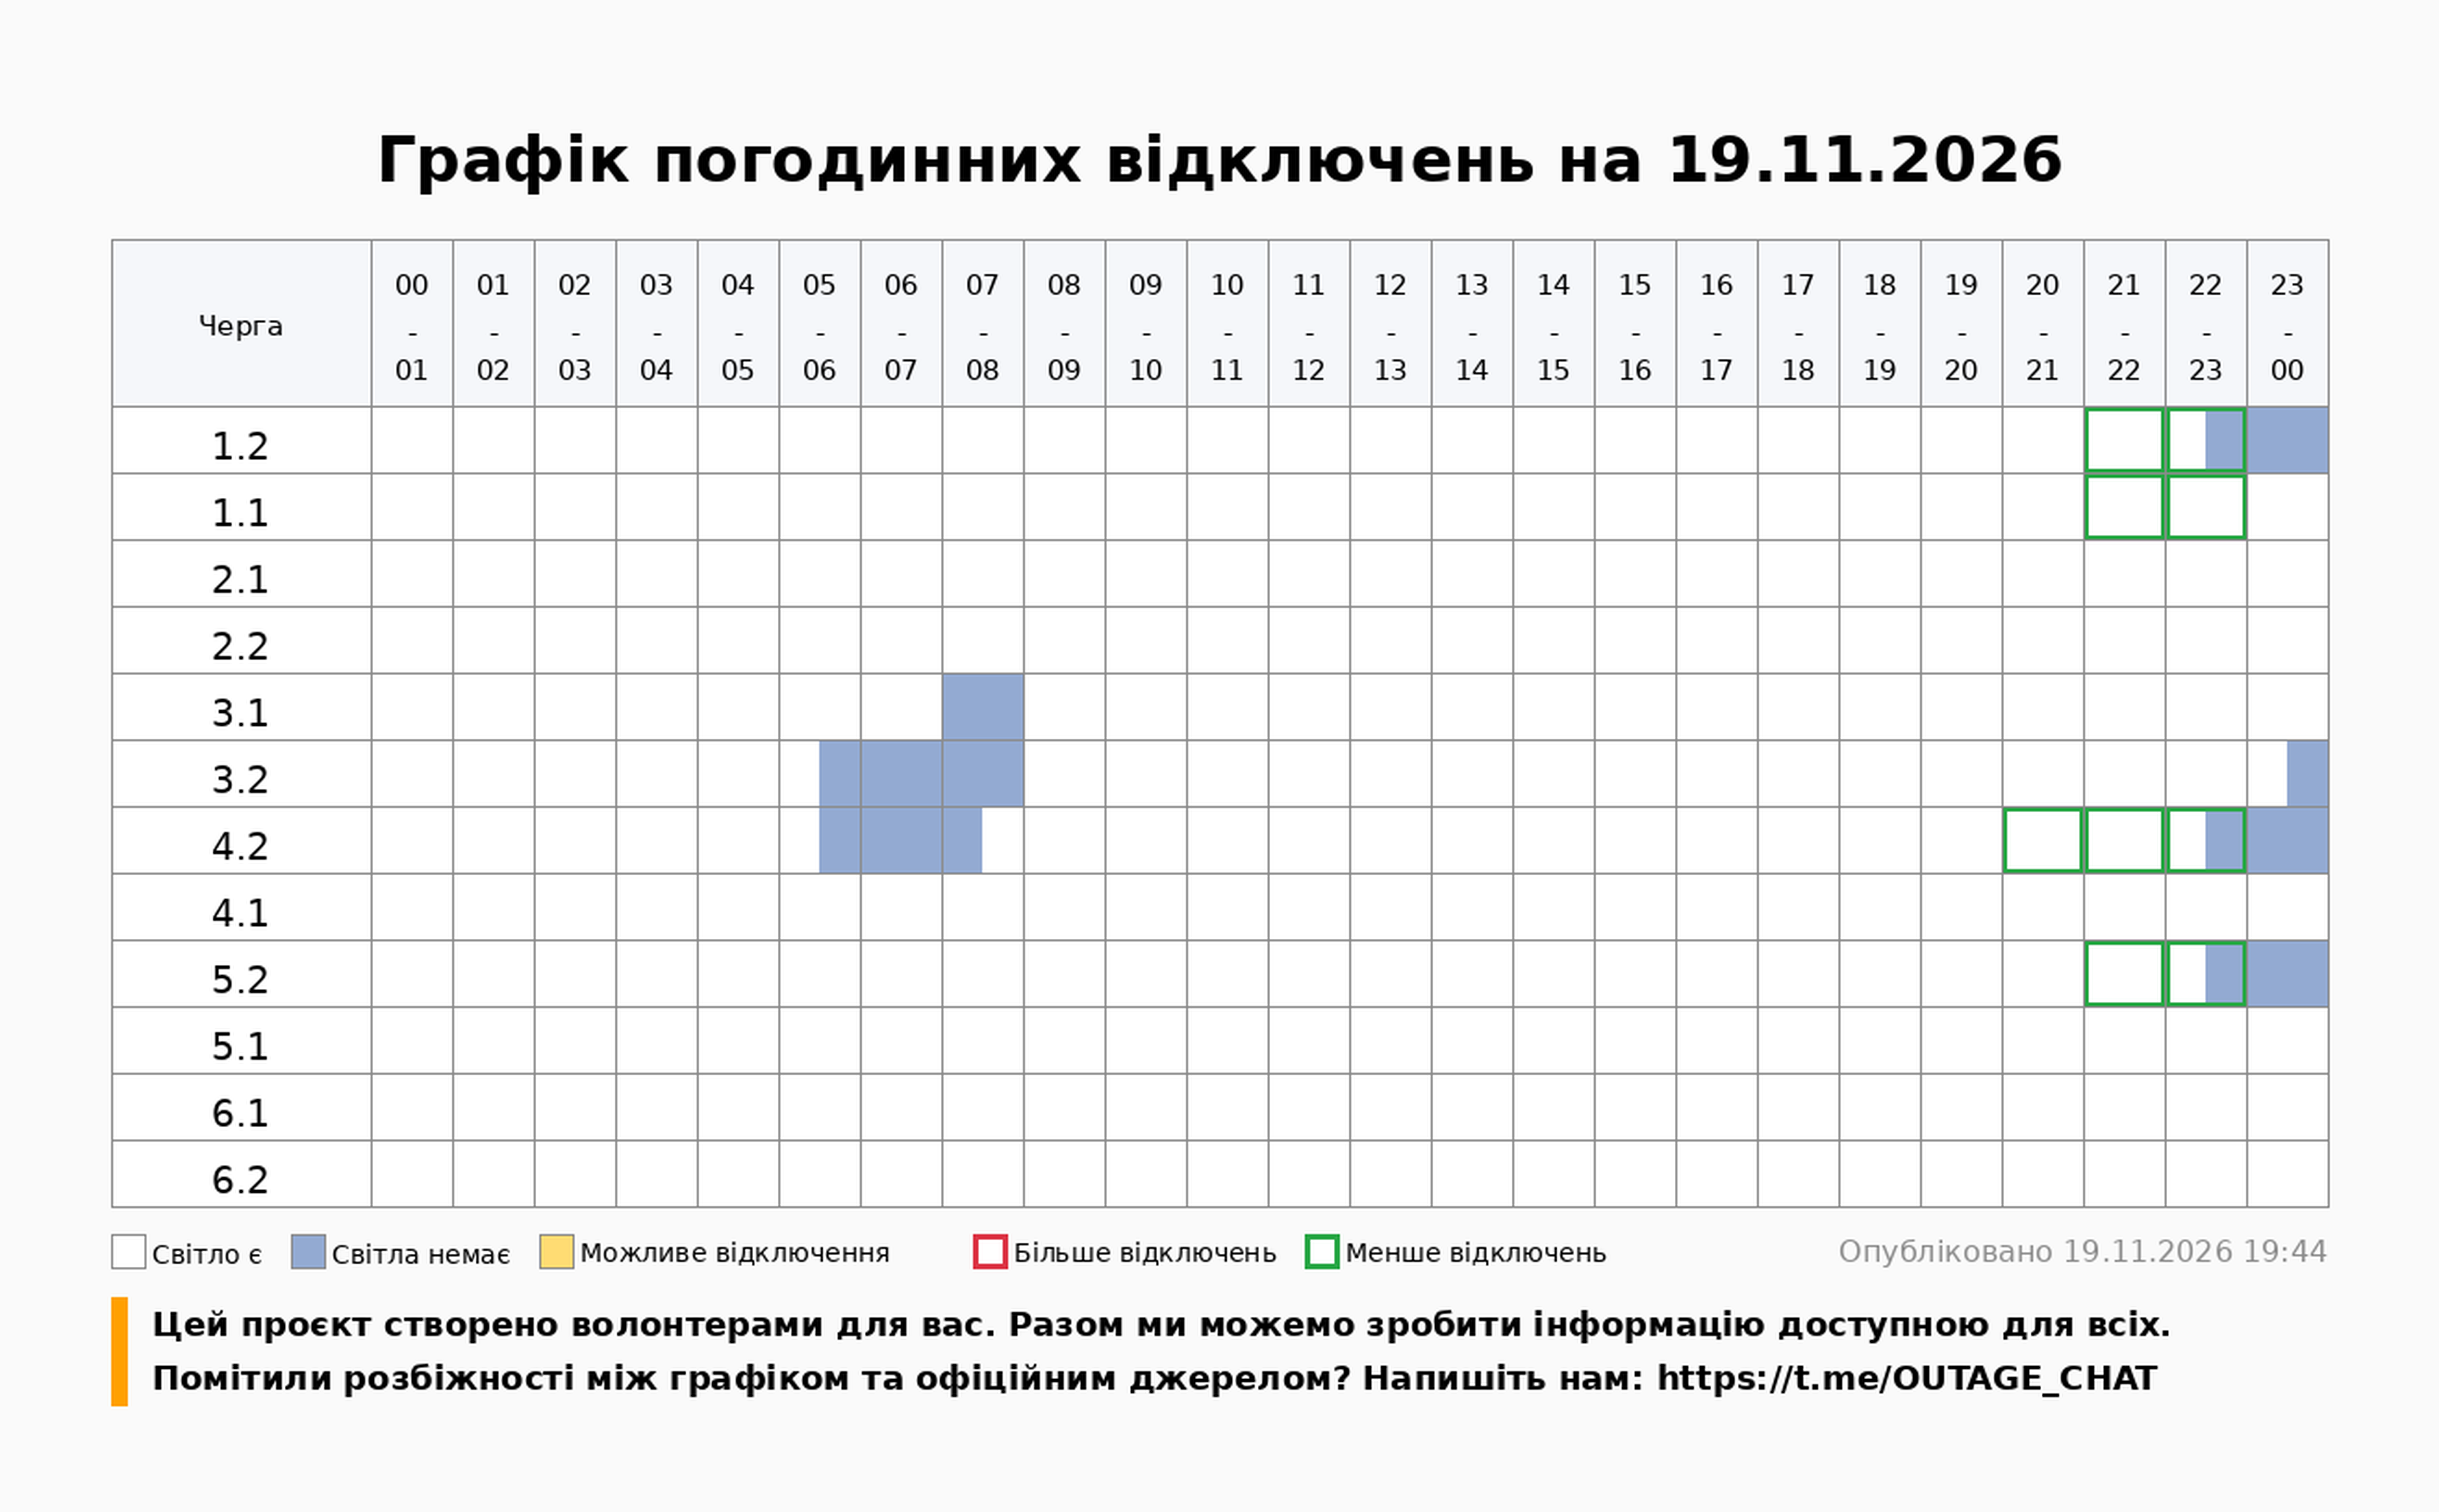 Графік погодинних відключень на 19.11.2026
Черга 00 - 01 01 - 02 02 - 03 03 - 04 04 - 05 05 - 06 06 - 07 07 - 08 08 - 09 09 - 10 10 - 11 11 - 12 12 - 13 13 - 14 14 - 15 15 - 16 16 - 17 17 - 18 18 - 19 19 - 20 20 - 21 21 - 22 22 - 23 23 - 00
1.2
1.1
2.1
2.2
3.1
3.2
4.2
4.1
5.2
5.1
6.1
6.2
Світло є Світла немає Можливе відключення Більше відключень Менше відключень Опубліковано 19.11.2026 19:44
Цей проєкт створено волонтерами для вас. Разом ми можемо зробити інформацію доступною для всіх.
Помітили розбіжності між графіком та офіційним джерелом? Напишіть нам: https://t.me/OUTAGE_CHAT